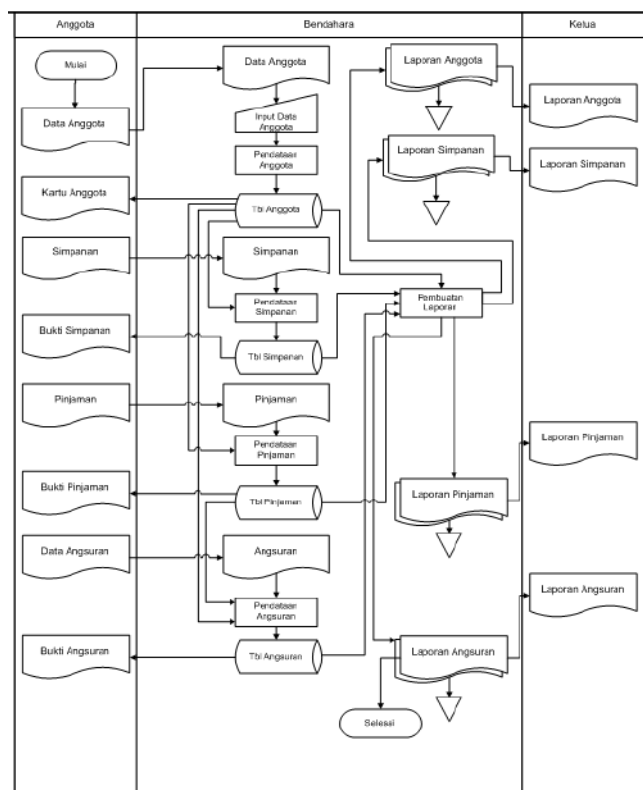 Anggota
Bendahara
Kelua
Mulai
Data Anggota
Kartu Anggota
Simpanan
Bukti Simpanan
Pinjaman
Bukti Pinjaman
Data Angsuran
Bukti Angsuran
Data Anggota
Input Data
Anggota
Pendataan
Anggota
Tbl Anggota
Simpanan
Pendataan
Simpanan
Tbl Simpanan
Pinjaman
Pendataan
Pinjaman
Tbl Pinjaman
Angsuran
Pendataan
Angsuran
Tbl Angsuran
Laporan Anggota
Laporan Simpanan
Pembuatan
Laporan
Laporan Pinjaman
Laporan Angsuran
Selesai
Laporan Anggota
Laporan Simpanan
Laporan Pinjaman
Laporan Angsuran